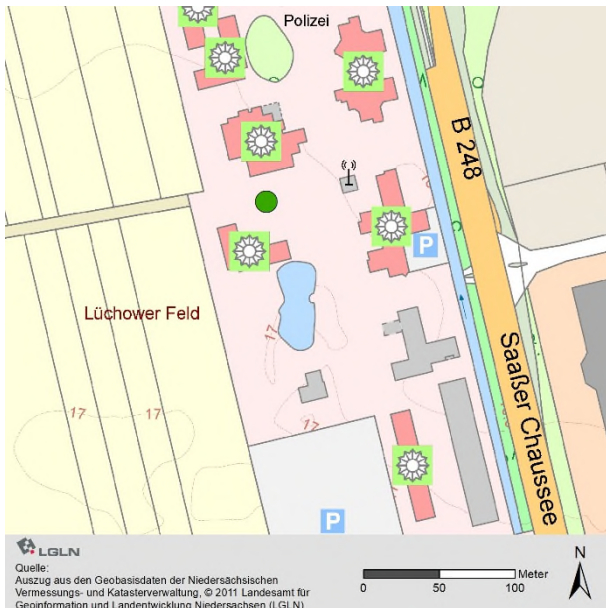 Polizei
B 248
P
Lüchower Feld
17
17
17
17
Saaßer Chaussee
P
LGLN
Quelle:
Auszug aus den Geobasisdaten der Niedersächsischen
Vermessungs- und Katasterverwaltung, © 2011 Landesamt für
Geoinformation und Landentwicklung Niedersachsen (LGLN)
0 50 100 Meter
N